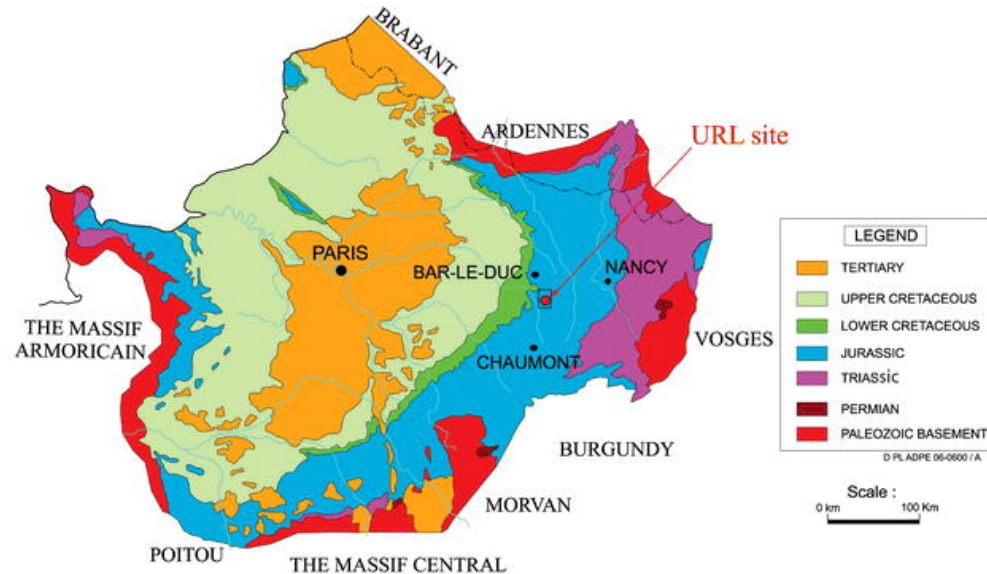 BRABANT
ARDENNES
URL site
PARIS
BAR-LE-DUC
NANCY
THE MASSIF
ARMORICAIN
VOSGES
CHAUMONT
BURGUNDY
MORVAN
POITOU
THE MASSIF CENTRAL
LEGEND
TERTIARY
UPPER CRETACEOUS
LOWER CRETACEOUS
JURASSIC
TRIASSIC
PERMIAN
PALEOZOIC BASEMENT
D PL ADPE 06-0600 / A
Scale :
0 km 100 Km